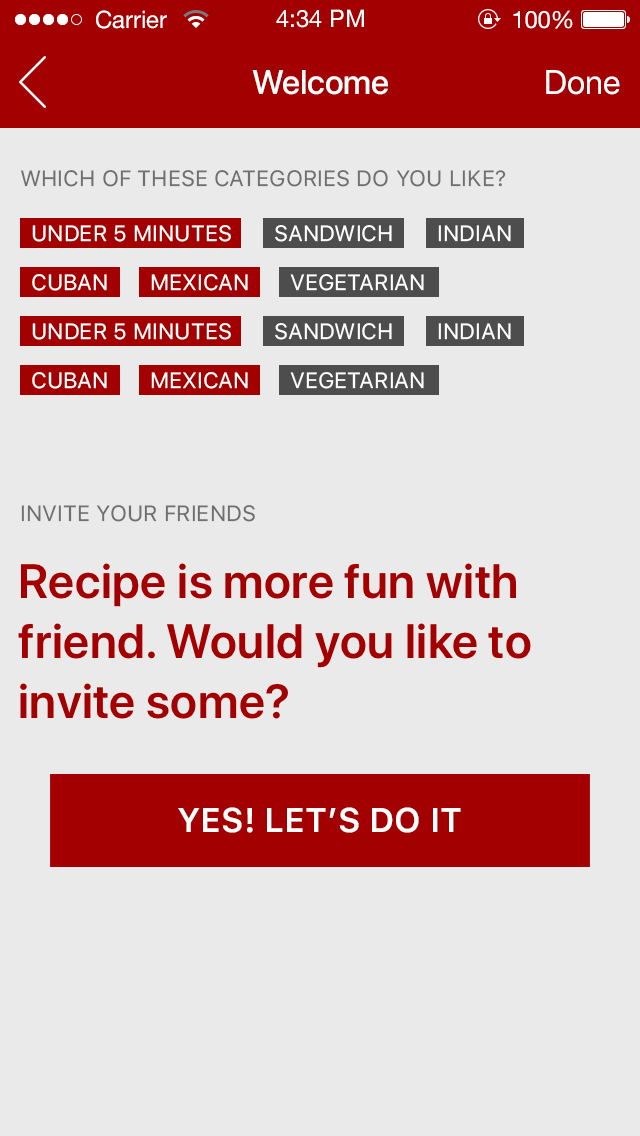 Carrier 4:34 PM 100%
Welcome Done
WHICH OF THESE CATEGORIES DO YOU LIKE?
UNDER 5 MINUTES SANDWICH INDIAN
CUBAN MEXICAN VEGETARIAN
UNDER 5 MINUTES SANDWICH INDIAN
CUBAN MEXICAN VEGETARIAN
INVITE YOUR FRIENDS
Recipe is more fun with
friend. Would you like to
invite some?
YES! LET’S DO IT